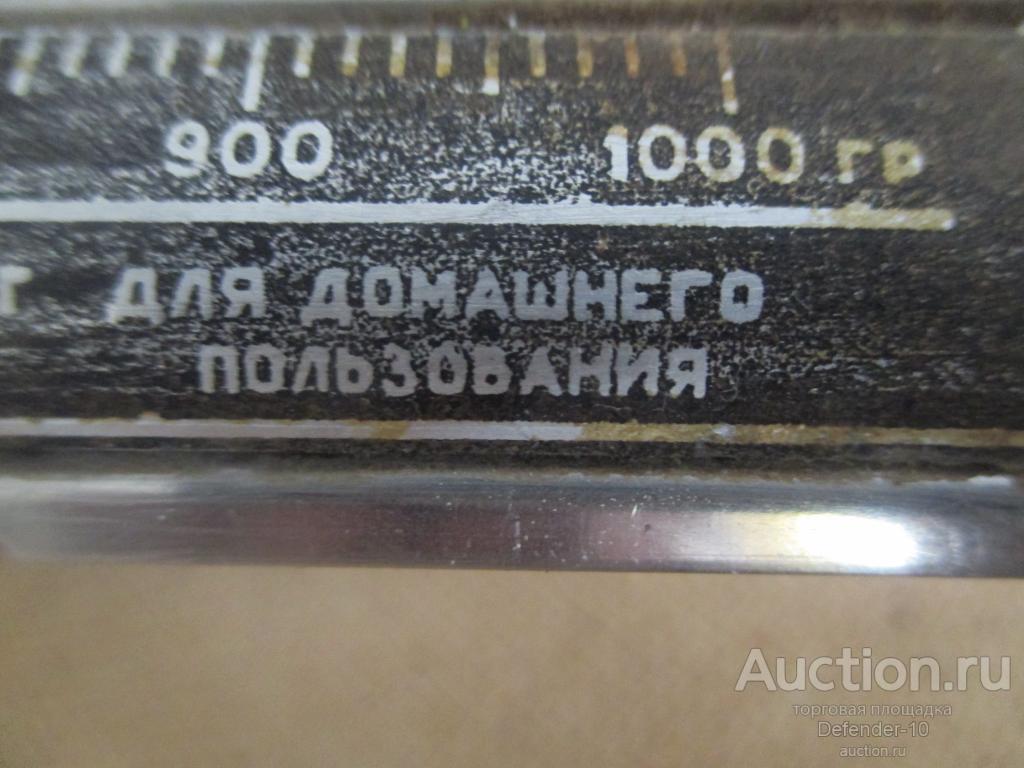 900 1000 гр
Т ДЛЯ ДОМАШНЕГО
ПОЛЬЗОВАНИЯ
Auction.ru
торговая площадка
Defender-10
auction.ru